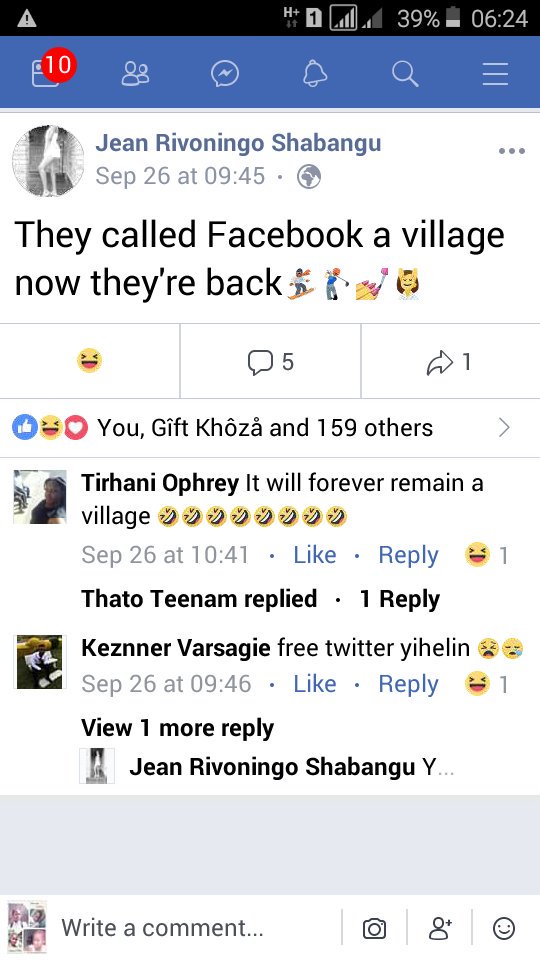 H+ 1 39% 06:24
10
Jean Rivoningo Shabangu
Sep 26 at 09:45 ·
They called Facebook a village
now they're back🏂🏌💅💆
5
1
You, Gîft Khôzå and 159 others
Tirhani Ophrey It will forever remain a
village 🤣🤣🤣🤣🤣🤣🤣🤣
Sep 26 at 10:41 · Like · Reply 😆 1
Thato Teenam replied · 1 Reply
Keznner Varsagie free twitter yihelin 😫😪
Sep 26 at 09:46 · Like · Reply 😆 1
View 1 more reply
Jean Rivoningo Shabangu Y...
Write a comment...